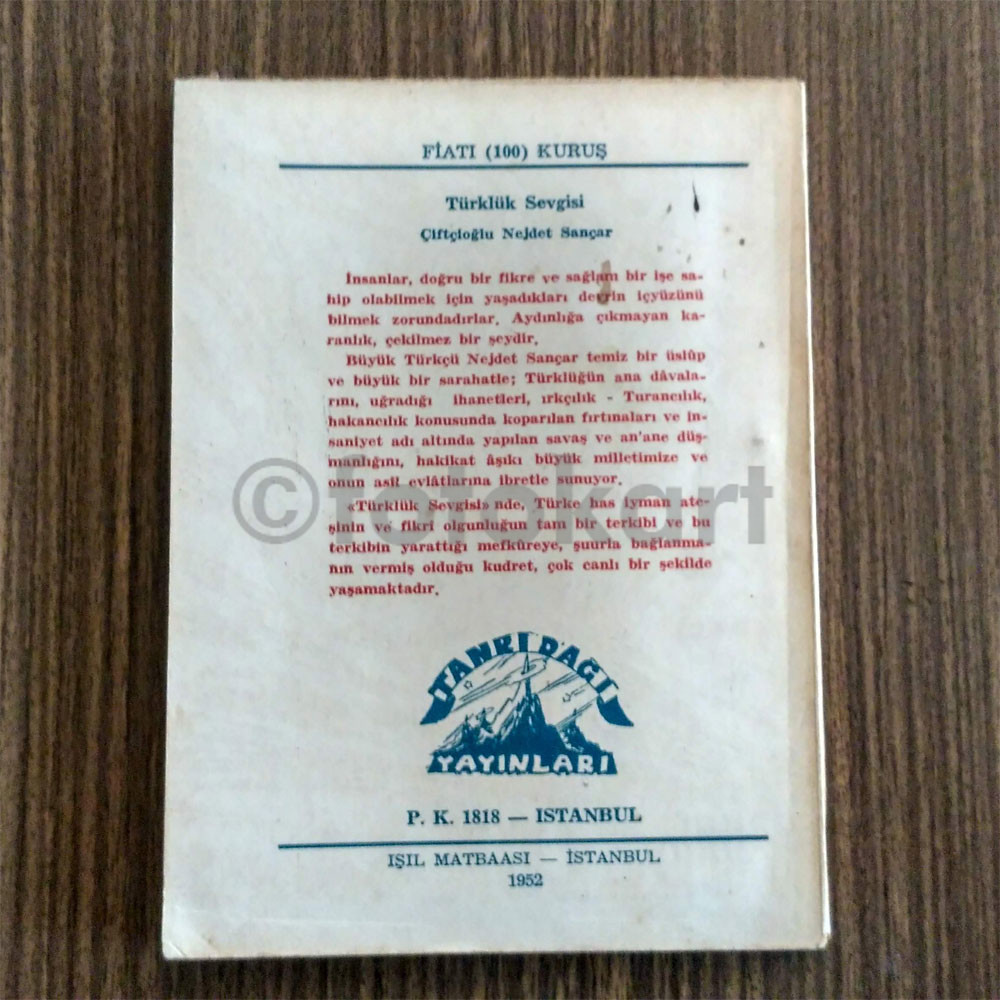 FİATI (100) KURUŞ
Türklük Sevgisi
Çiftçioğlu Nejdet Sançar
İnsanlar, doğru bir fikre ve sağlam bir işe sa-
hip olabilmek için yaşadıkları devrin içyüzünü
bilmek zorundadırlar. Aydınlığa çıkmayan ka-
ranlık, çekilmez bir şeydir.
Büyük Türkçü Nejdet Sançar temiz bir üslûp
ve büyük bir sarahatle; Türklüğün ana dâvala-
rını, uğradığı ihanetleri, ırkçılık - Turancılık,
hakancılık konusunda koparılan fırtınaları ve in-
saniyet adı altında yapılan savaş ve an'ane düş-
manlığını, hakikat âşıkı büyük milletimize ve
onun asil evlâtlarına ibretle sunuyor.
«Türklük Sevgisi» nde, Türke has iyman ate-
şinin ve fikri olgunluğun tam bir terkibi ve bu
terkibin yarattığı mefkûreye, şuurla bağlanma-
nın vermiş olduğu kudret, çok canlı bir şekilde
yaşamaktadır.
©fotokart
TANRIDAĞI
YAYINLARI
P. K. 1818 — ISTANBUL
IŞIL MATBAASI — İSTANBUL
1952